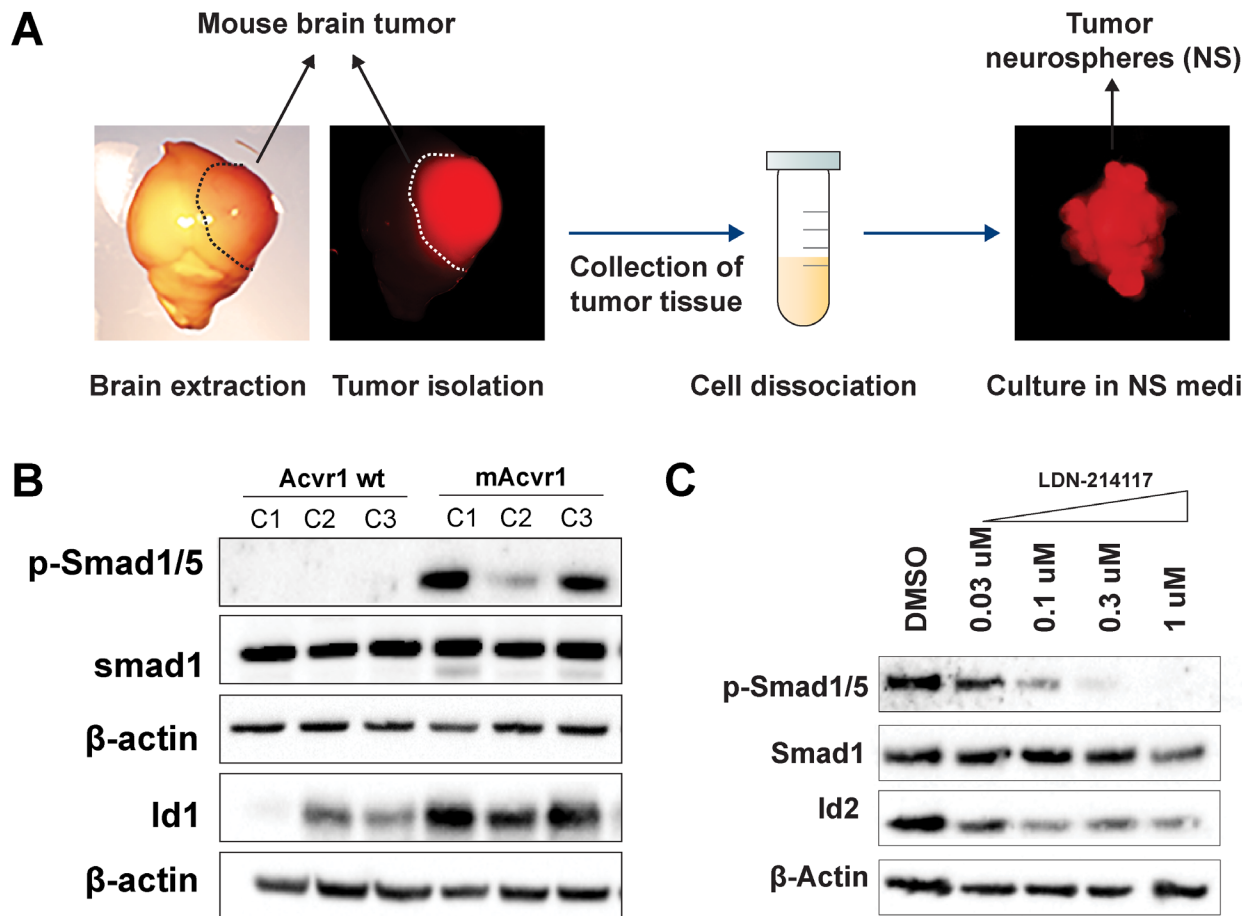 A
Mouse brain tumor
Tumor
neurospheres (NS)
Collection of
tumor tissue
Brain extraction
Tumor isolation
Cell dissociation
Culture in NS medi
B
Acvr1 wt
mAcvr1
C1
C2
C3
C1
C2
C3
p-Smad1/5
smad1
β-actin
Id1
β-actin
C
LDN-214117
DMSO
0.03 uM
0.1 uM
0.3 uM
1 uM
p-Smad1/5
Smad1
Id2
β-Actin